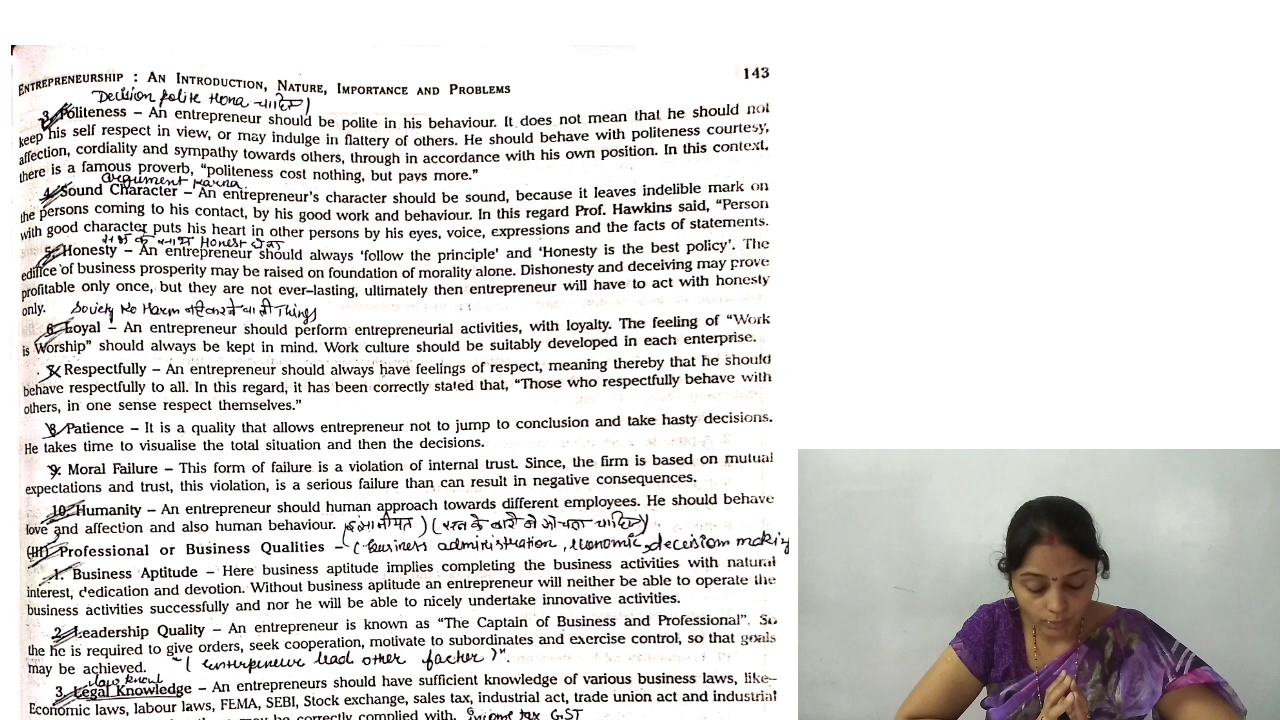 143
ENTREPRENEURSHIP : AN INTRODUCTION, NATURE, IMPORTANCE AND PROBLEMS
Decision polite Hona चाहिए
3. Politeness – An entrepreneur should be polite in his behaviour. It does not mean that he should not
keep his self respect in view, or may indulge in flattery of others. He should behave with politeness courtesy,
affection, cordiality and sympathy towards others, through in accordance with his own position. In this context,
there is a famous proverb, “politeness cost nothing, but pays more.”
argument karna
4. Sound Character – An entrepreneur’s character should be sound, because it leaves indelible mark on
the persons coming to his contact, by his good work and behaviour. In this regard Prof. Hawkins said, “Person
with good character puts his heart in other persons by his eyes, voice, expressions and the facts of statements.
के साथ Honest
5. Honesty – An entrepreneur should always ‘follow the principle’ and ‘Honesty is the best policy’. The
edifice of business prosperity may be raised on foundation of morality alone. Dishonesty and deceiving may prove
profitable only once, but they are not ever-lasting, ultimately then entrepreneur will have to act with honesty
only. Society ko Harm नहि करने वाली Things
6. Loyal – An entrepreneur should perform entrepreneurial activities, with loyalty. The feeling of “Work
is Worship” should always be kept in mind. Work culture should be suitably developed in each enterprise.
Respectfully – An entrepreneur should always have feelings of respect, meaning thereby that he should
behave respectfully to all. In this regard, it has been correctly stated that, “Those who respectfully behave with
others, in one sense respect themselves.”
8. Patience – It is a quality that allows entrepreneur not to jump to conclusion and take hasty decisions.
He takes time to visualise the total situation and then the decisions.
9. Moral Failure – This form of failure is a violation of internal trust. Since, the firm is based on mutual
expectations and trust, this violation, is a serious failure than can result in negative consequences.
10. Humanity – An entrepreneur should human approach towards different employees. He should behave
love and affection and also human behaviour. (इंसानीयत) ( के बारे में सोचना चाहिए)
(III) Professional or Business Qualities – (business administration, economic, decesion making
1. Business Aptitude – Here business aptitude implies completing the business activities with natural
interest, dedication and devotion. Without business aptitude an entrepreneur will neither be able to operate the
business activities successfully and nor he will be able to nicely undertake innovative activities.
2. Leadership Quality – An entrepreneur is known as “The Captain of Business and Professional”. So
the he is required to give orders, seek cooperation, motivate to subordinates and exercise control, so that goals
may be achieved. “(entrepeneur lead other factor)”.
3. Legal Knowledge – An entrepreneurs should have sufficient knowledge of various business laws, like–
Economic laws, labour laws, FEMA, SEBI, Stock exchange, sales tax, industrial act, trade union act and industrial
be correctly complied with. income tax GST